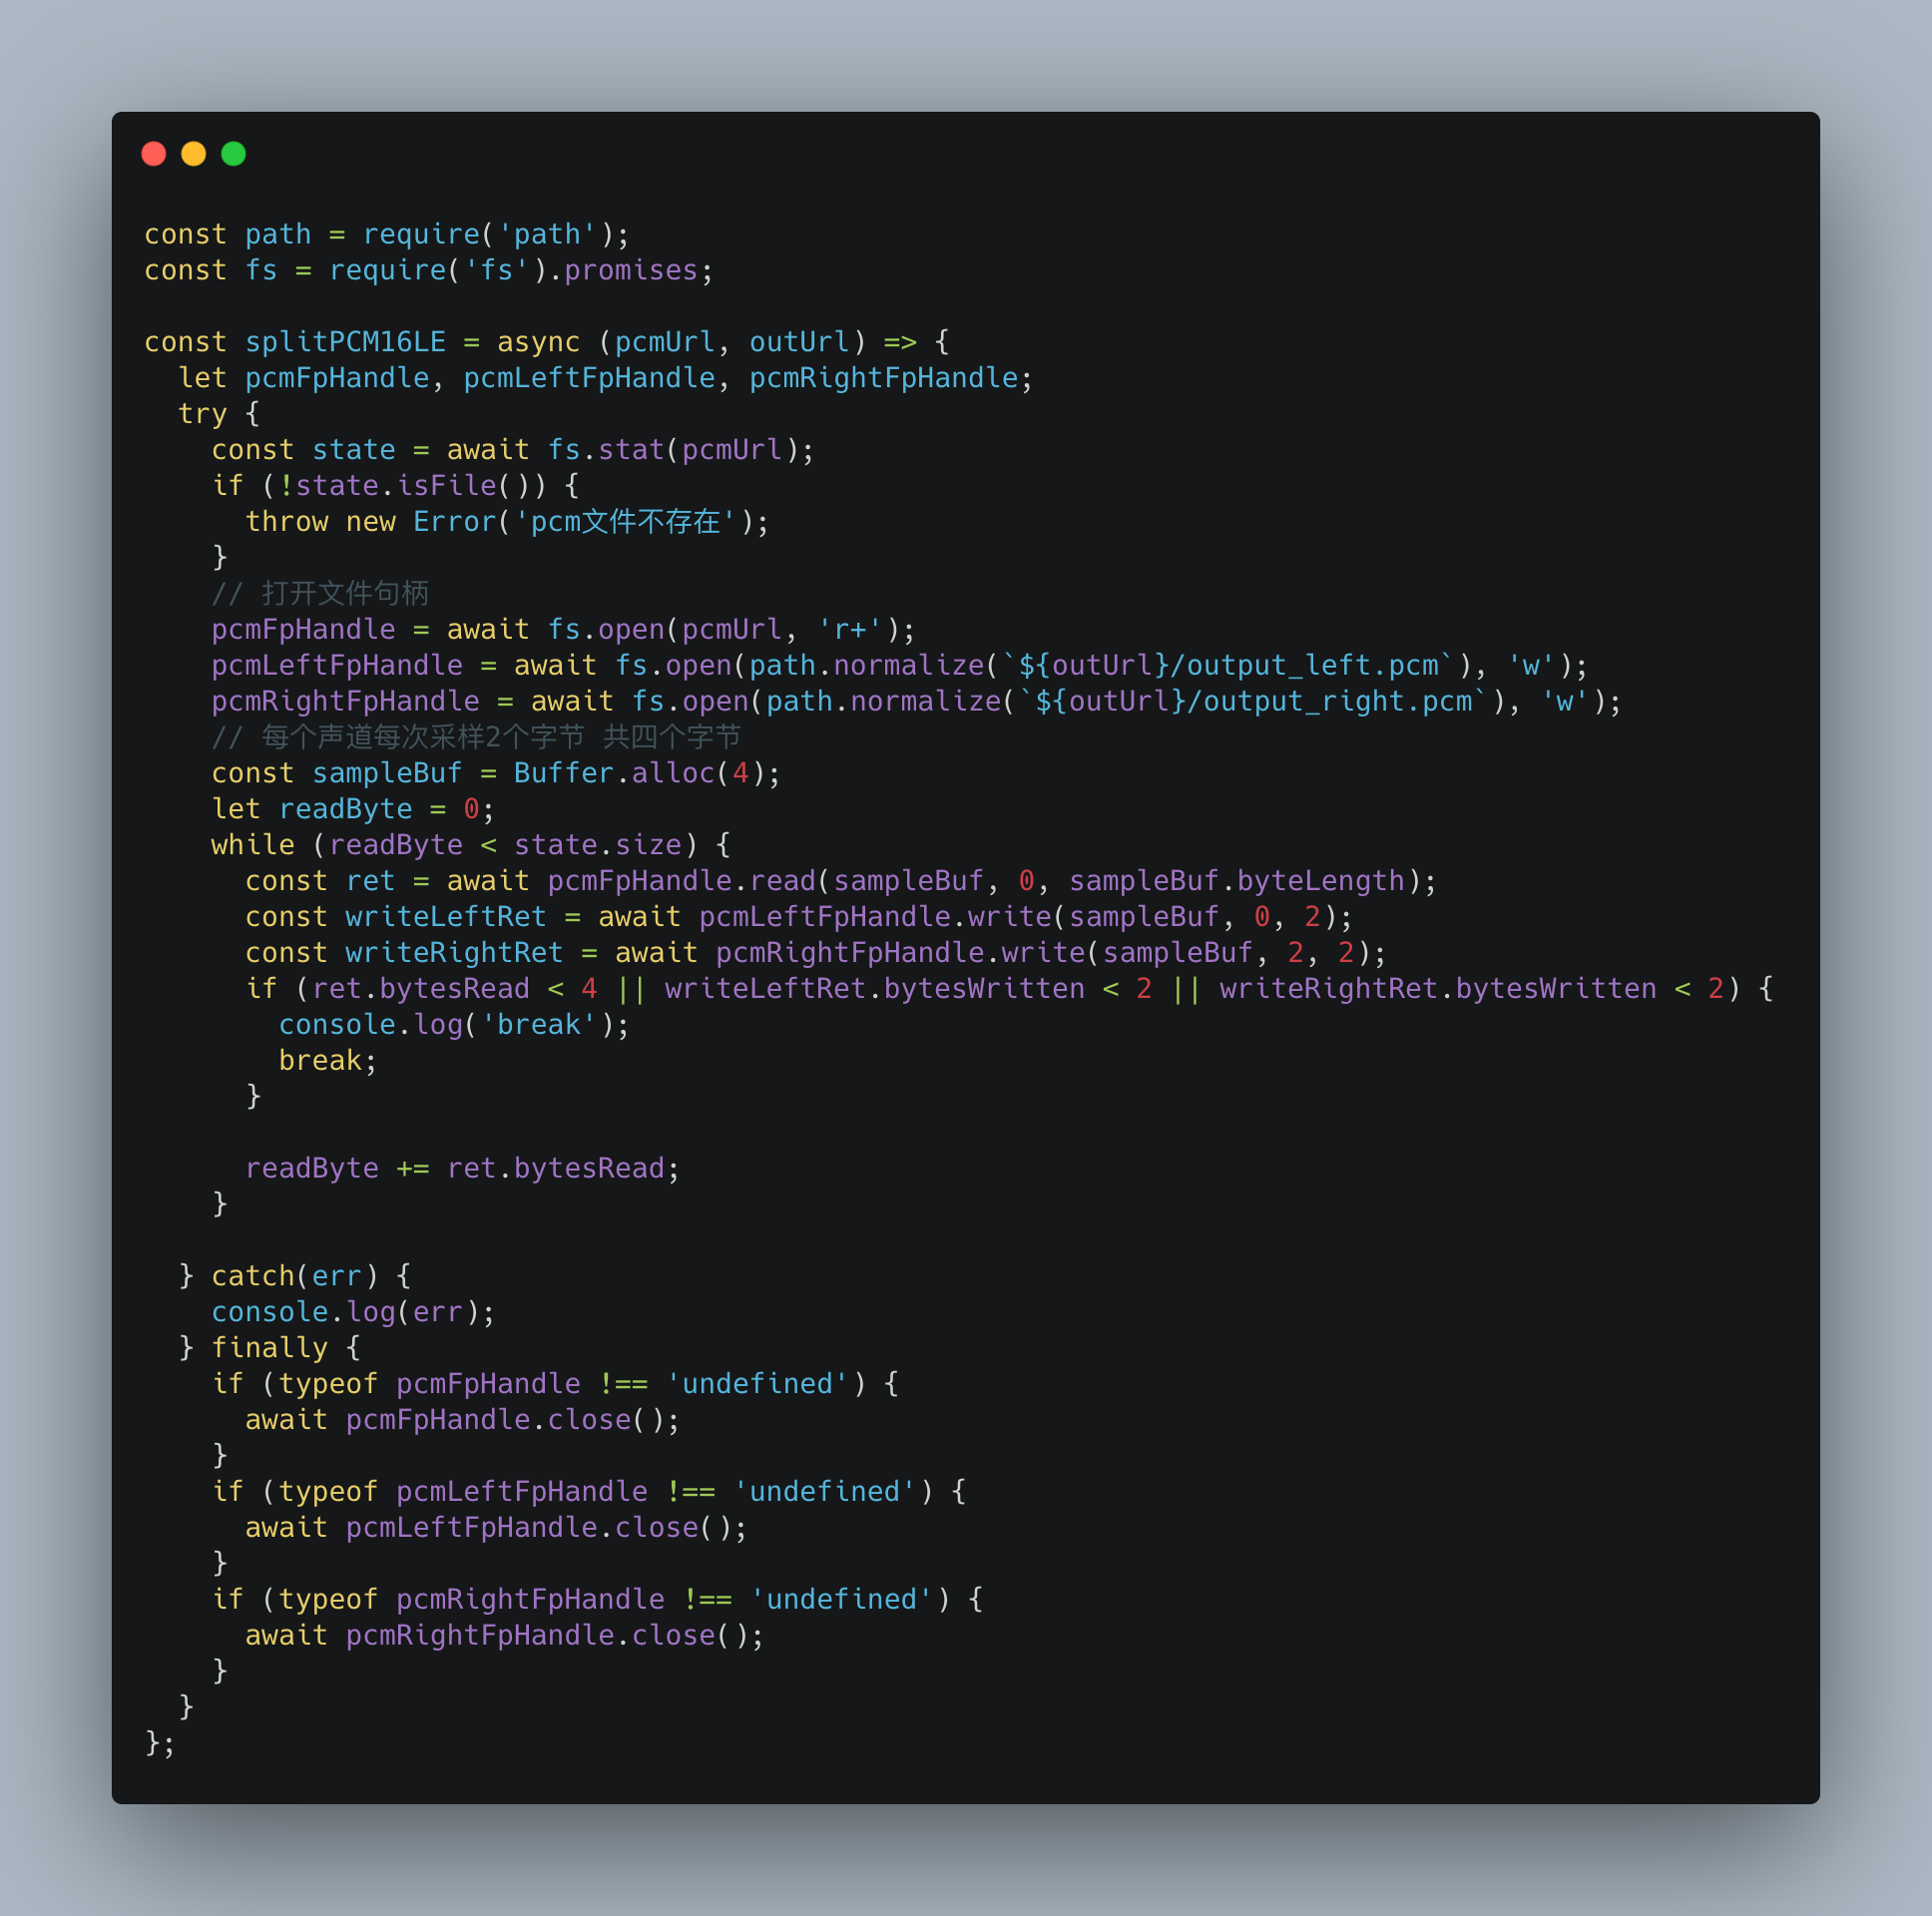 const path = require('path');
const fs = require('fs').promises;

const splitPCM16LE = async (pcmUrl, outUrl) => {
  let pcmFpHandle, pcmLeftFpHandle, pcmRightFpHandle;
  try {
    const state = await fs.stat(pcmUrl);
    if (!state.isFile()) {
      throw new Error('pcm文件不存在');
    }
    // 打开文件句柄
    pcmFpHandle = await fs.open(pcmUrl, 'r+');
    pcmLeftFpHandle = await fs.open(path.normalize(`${outUrl}/output_left.pcm`), 'w');
    pcmRightFpHandle = await fs.open(path.normalize(`${outUrl}/output_right.pcm`), 'w');
    // 每个声道每次采样2个字节 共四个字节
    const sampleBuf = Buffer.alloc(4);
    let readByte = 0;
    while (readByte < state.size) {
      const ret = await pcmFpHandle.read(sampleBuf, 0, sampleBuf.byteLength);
      const writeLeftRet = await pcmLeftFpHandle.write(sampleBuf, 0, 2);
      const writeRightRet = await pcmRightFpHandle.write(sampleBuf, 2, 2);
      if (ret.bytesRead < 4 || writeLeftRet.bytesWritten < 2 || writeRightRet.bytesWritten < 2) {
        console.log('break');
        break;
      }

      readByte += ret.bytesRead;
    }

  } catch(err) {
    console.log(err);
  } finally {
    if (typeof pcmFpHandle !== 'undefined') {
      await pcmFpHandle.close();
    }
    if (typeof pcmLeftFpHandle !== 'undefined') {
      await pcmLeftFpHandle.close();
    }
    if (typeof pcmRightFpHandle !== 'undefined') {
      await pcmRightFpHandle.close();
    }
  }
};